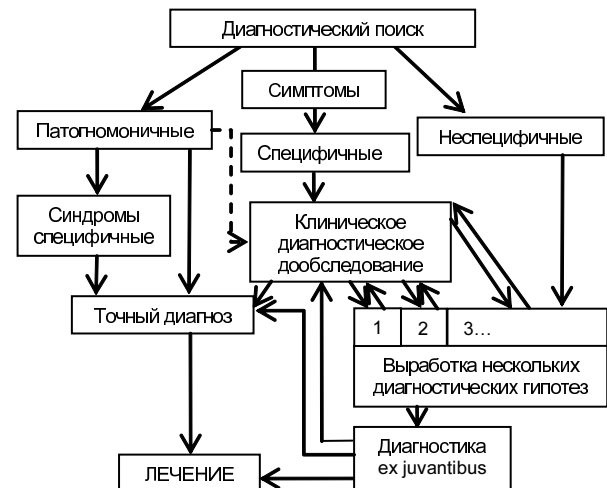 Диагностический поиск
Симптомы
Патогномоничные
Неспецифичные
Специфичные
Синдромы
специфичные
Клиническое
диагностическое
дообследование
Точный диагноз
1
2
3...
Выработка нескольких
диагностических гипотез
Диагностика
ex juvantibus
ЛЕЧЕНИЕ